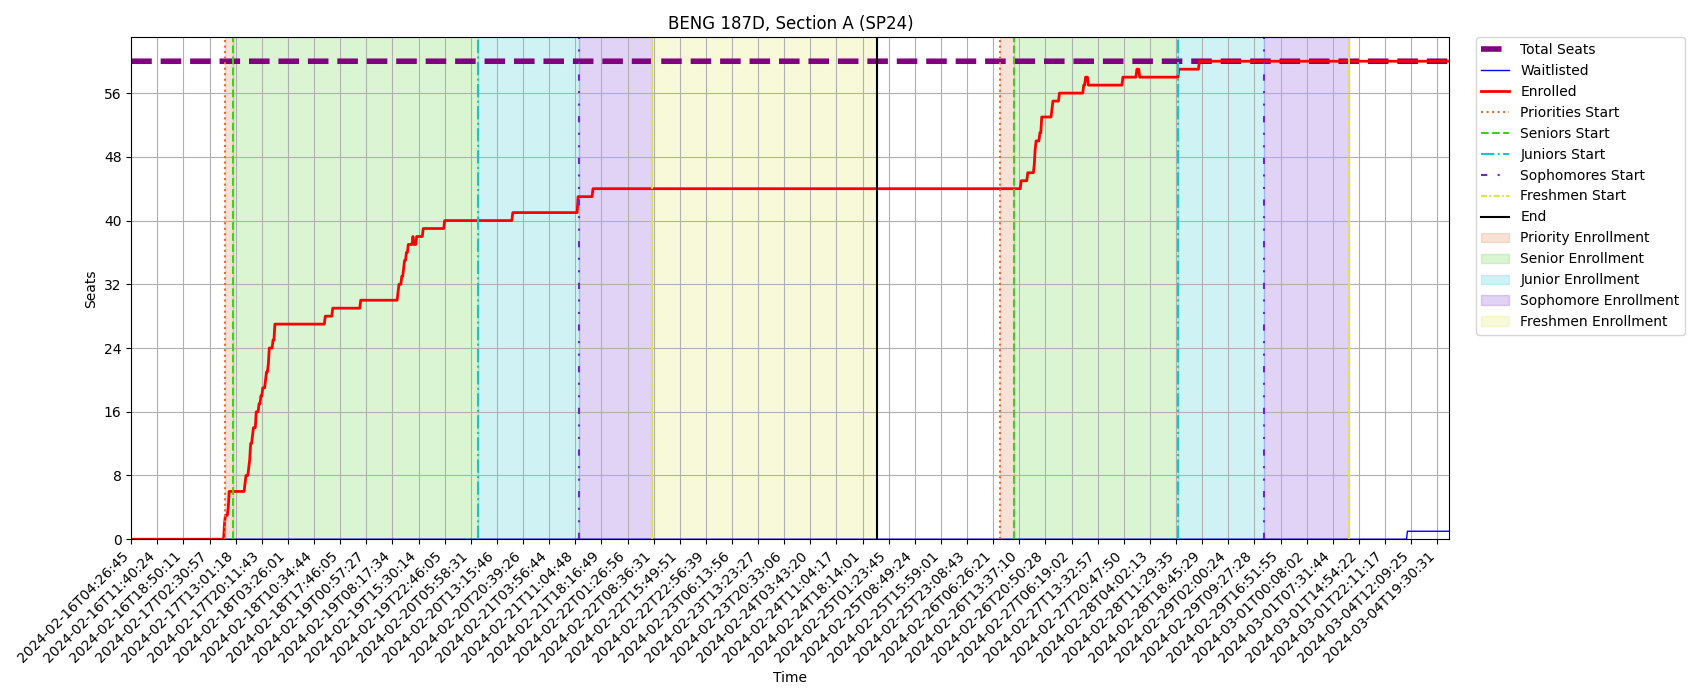 BENG 187D, Section A (SP24)
Total Seats
Waitlisted
Enrolled
Priorities Start
Seniors Start
Juniors Start
Sophomores Start
Freshmen Start
End
Priority Enrollment
Senior Enrollment
Junior Enrollment
Sophomore Enrollment
Freshmen Enrollment
Seats
56
48
40
32
24
16
8
0
2024-02-16T04:26:45
2024-02-16T11:40:24
2024-02-16T18:50:11
2024-02-17T02:30:57
2024-02-17T13:01:18
2024-02-17T20:11:43
2024-02-18T03:26:01
2024-02-18T10:34:44
2024-02-18T17:46:05
2024-02-19T00:57:27
2024-02-19T08:17:34
2024-02-19T15:30:14
2024-02-19T22:46:05
2024-02-20T05:58:31
2024-02-20T13:15:46
2024-02-20T20:39:26
2024-02-21T03:56:44
2024-02-21T11:04:48
2024-02-21T18:16:49
2024-02-22T01:26:56
2024-02-22T08:36:31
2024-02-22T15:49:51
2024-02-22T22:56:39
2024-02-23T06:13:56
2024-02-23T13:23:27
2024-02-23T20:33:06
2024-02-24T03:43:20
2024-02-24T11:04:17
2024-02-24T18:14:01
2024-02-25T01:23:45
2024-02-25T08:49:24
2024-02-25T15:59:01
2024-02-25T23:08:43
2024-02-26T06:26:21
2024-02-26T13:37:10
2024-02-26T20:50:28
2024-02-27T06:19:02
2024-02-27T13:32:57
2024-02-27T20:47:50
2024-02-28T04:02:13
2024-02-28T11:29:35
2024-02-28T18:45:29
2024-02-29T02:00:24
2024-02-29T09:27:28
2024-02-29T16:51:55
2024-03-01T00:08:02
2024-03-01T07:31:44
2024-03-01T14:54:22
2024-03-01T22:11:17
2024-03-04T12:09:25
2024-03-04T19:30:31
Time